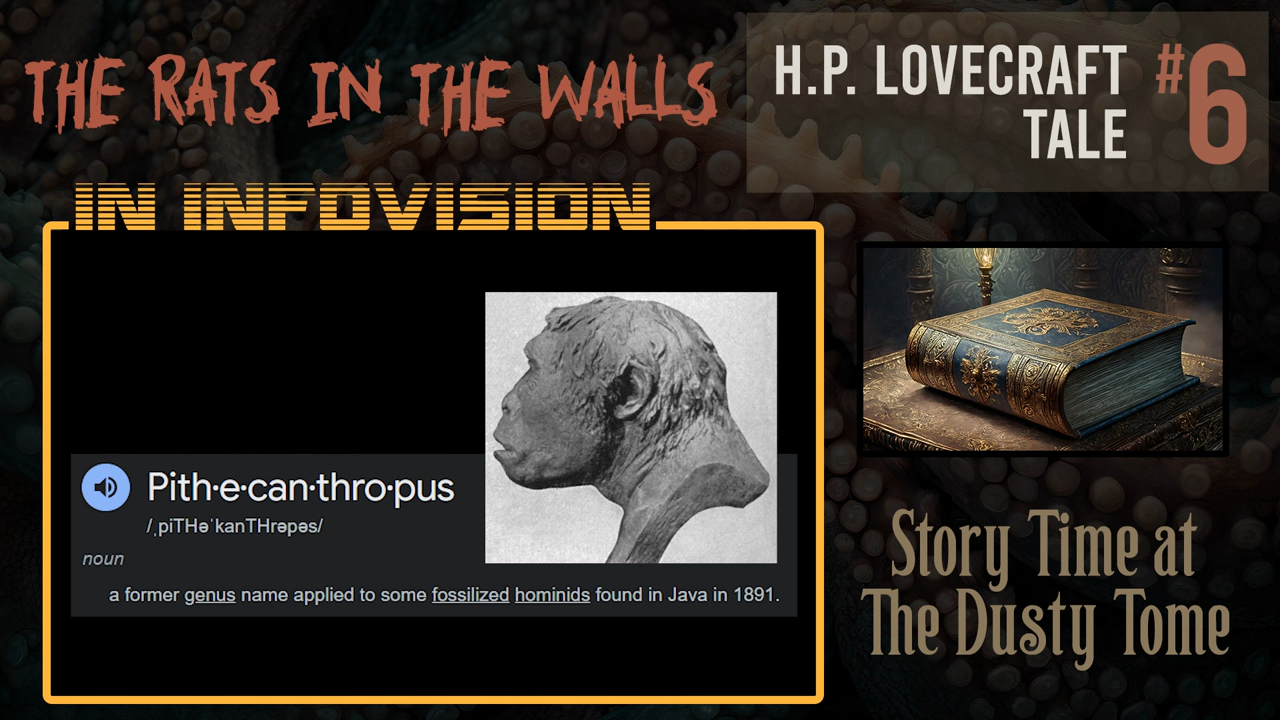 THE RATS IN THE WALLS
H.P. LOVECRAFT
TALE
#6
IN INFOVISION
Pith·e·can·thro·pus
/ˌpiTHəˈkanTHrəpəs/
noun
a former genus name applied to some fossilized hominids found in Java in 1891.
Story Time at
The Dusty Tome